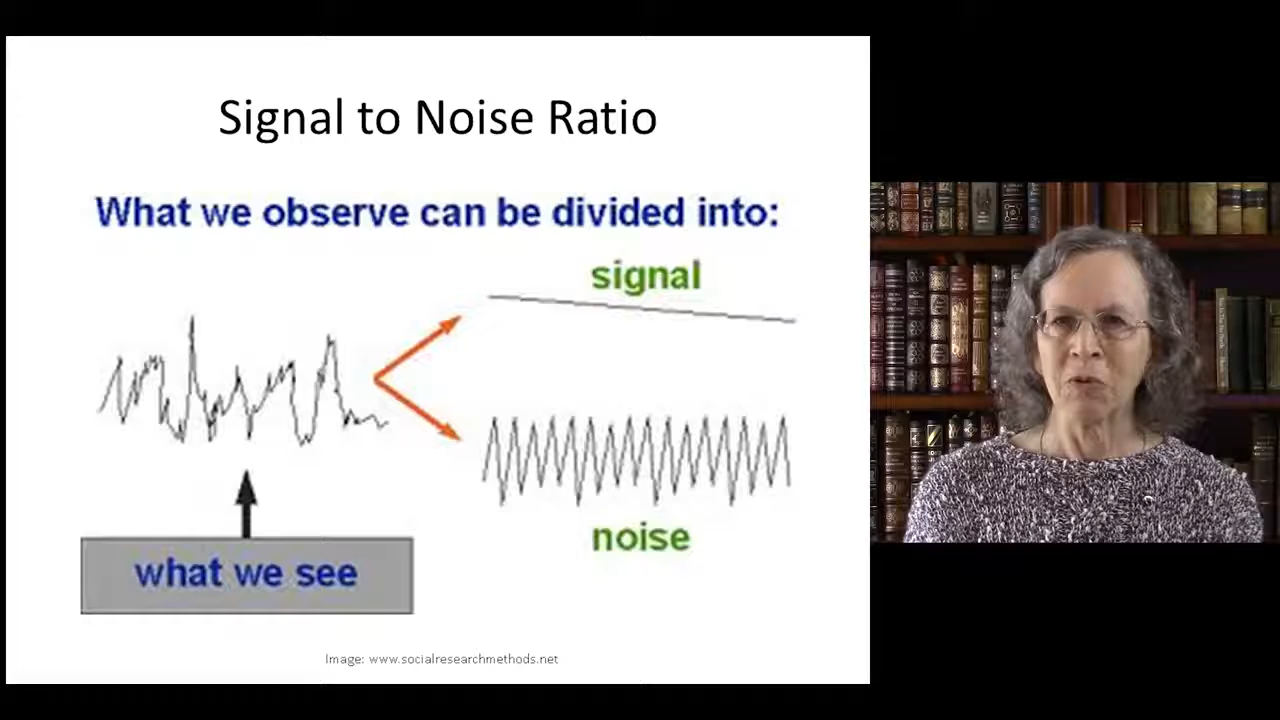 Signal to Noise Ratio
What we observe can be divided into:
signal
noise
what we see
Image: www.socialresearchmethods.net